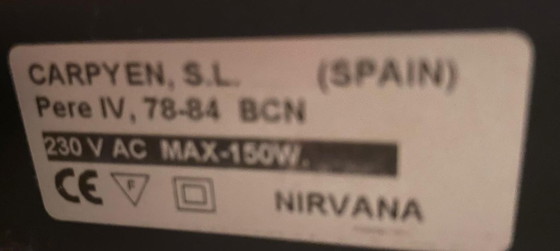 CARPYEN, S.L. (SPAIN)
Pere IV, 78-84 BCN
230 V AC MAX-150W.
CE F
NIRVANA